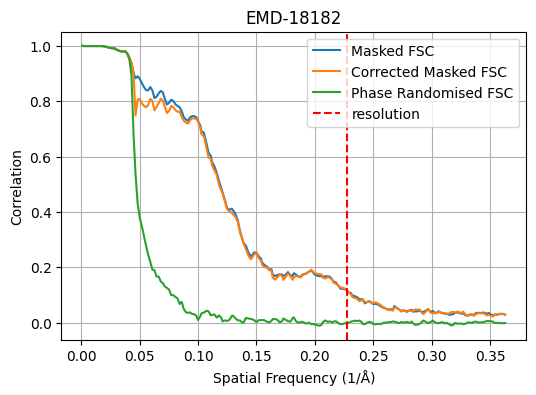 EMD-18182
Masked FSC
Corrected Masked FSC
Phase Randomised FSC
resolution
Correlation
1.0
0.8
0.6
0.4
0.2
0.0
0.00 0.05 0.10 0.15 0.20 0.25 0.30 0.35
Spatial Frequency (1/Å)